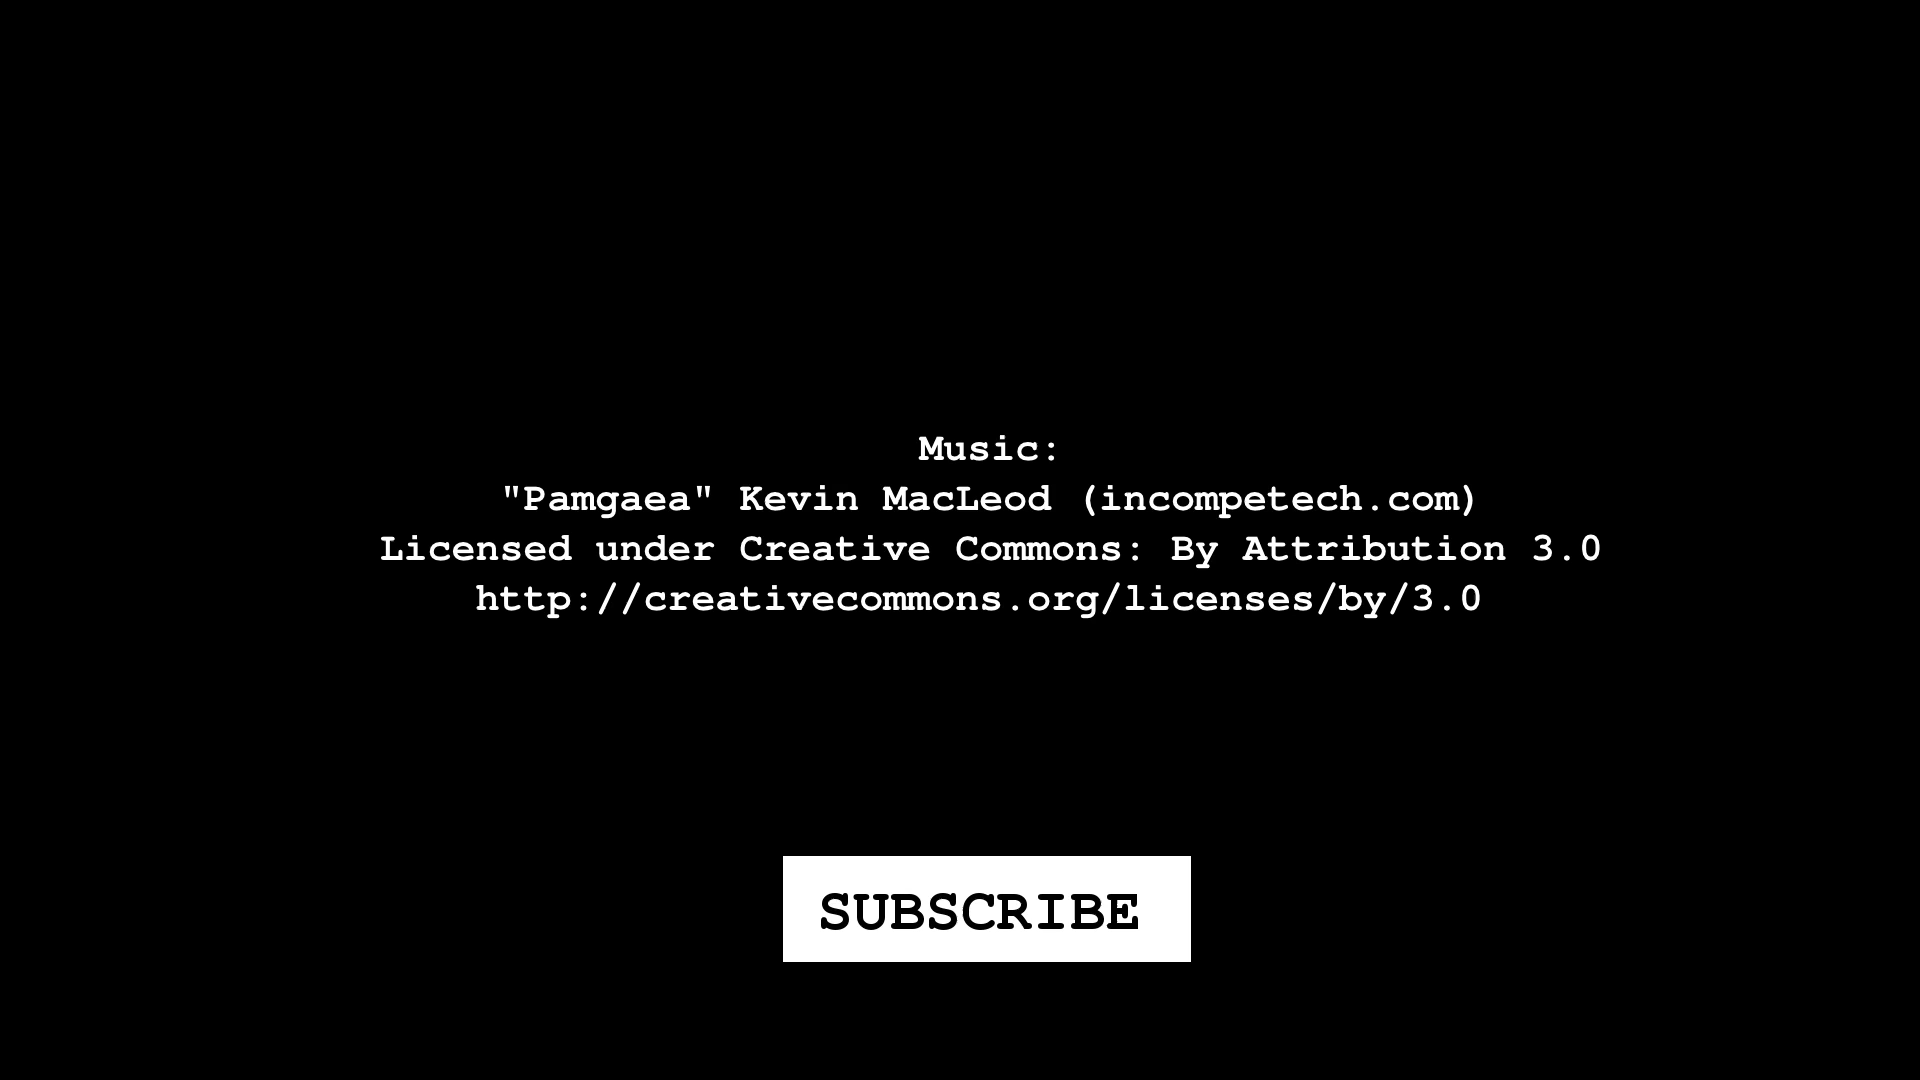 Music:
"Pamgaea" Kevin MacLeod (incompetech.com)
Licensed under Creative Commons: By Attribution 3.0
http://creativecommons.org/licenses/by/3.0
SUBSCRIBE